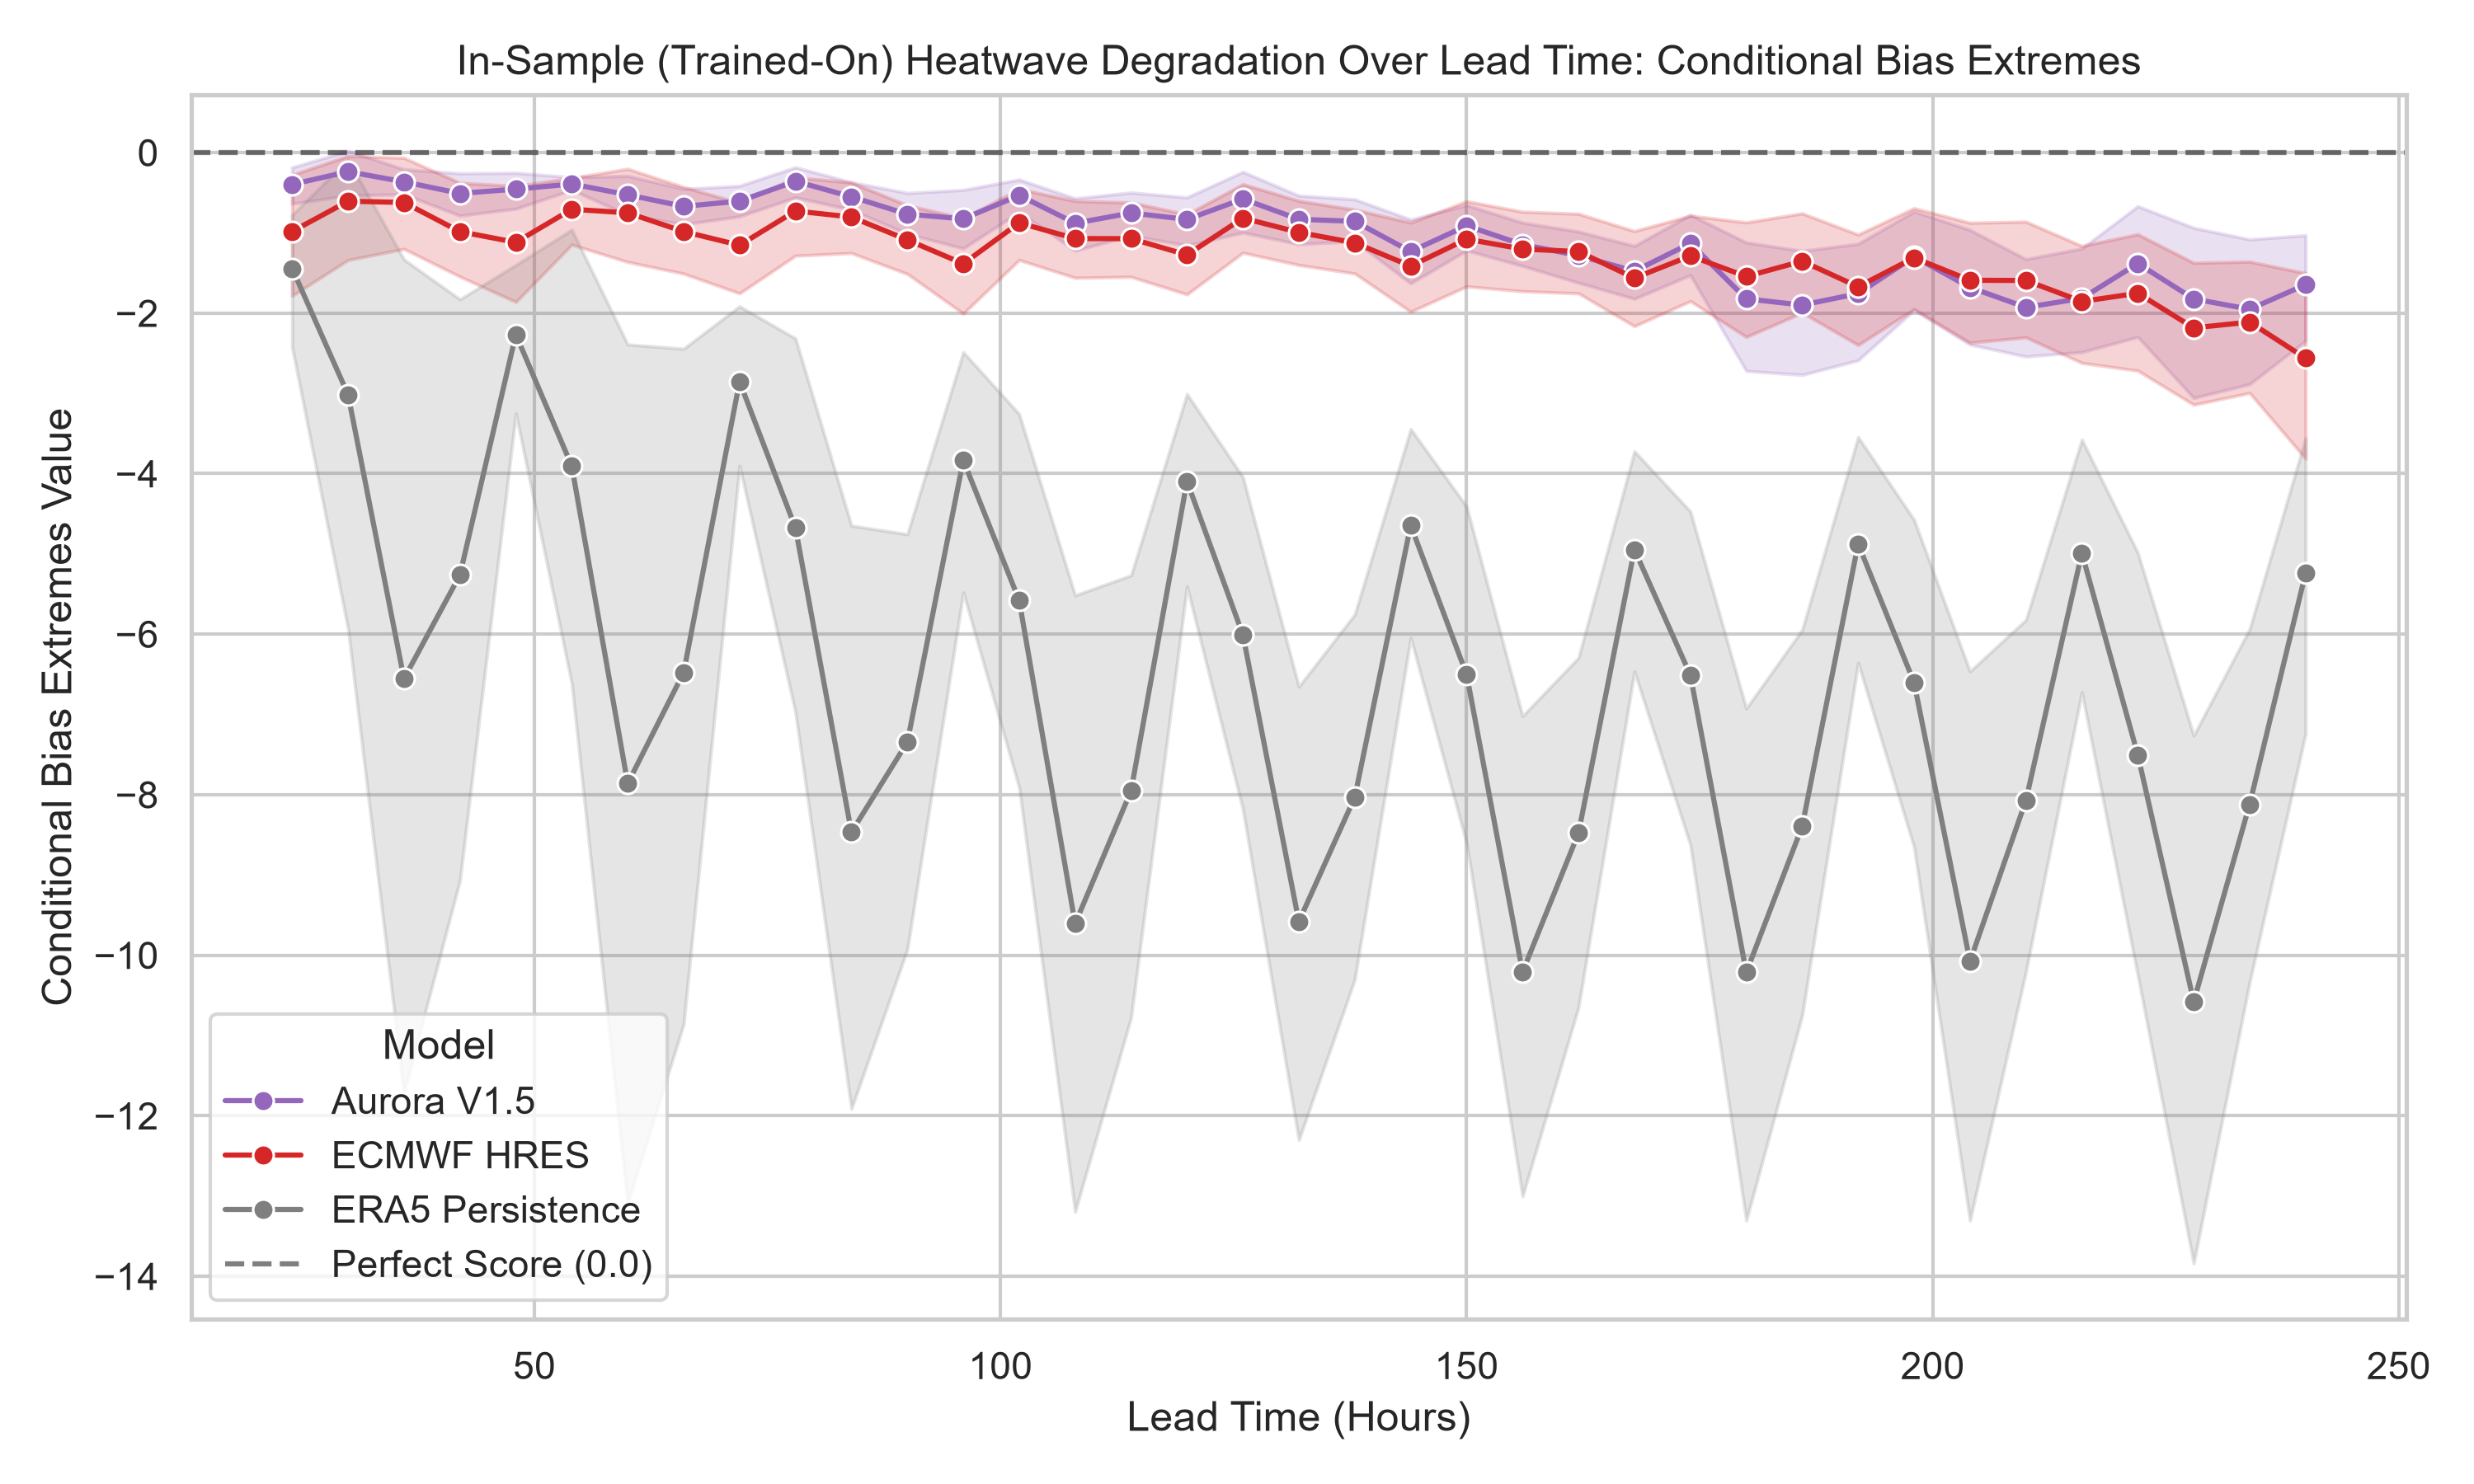 In-Sample (Trained-On) Heatwave Degradation Over Lead Time: Conditional Bias Extremes
Conditional Bias Extremes Value
0
−2
−4
−6
−8
−10
−12
−14
Model
Aurora V1.5
ECMWF HRES
ERA5 Persistence
Perfect Score (0.0)
50
100
150
200
250
Lead Time (Hours)